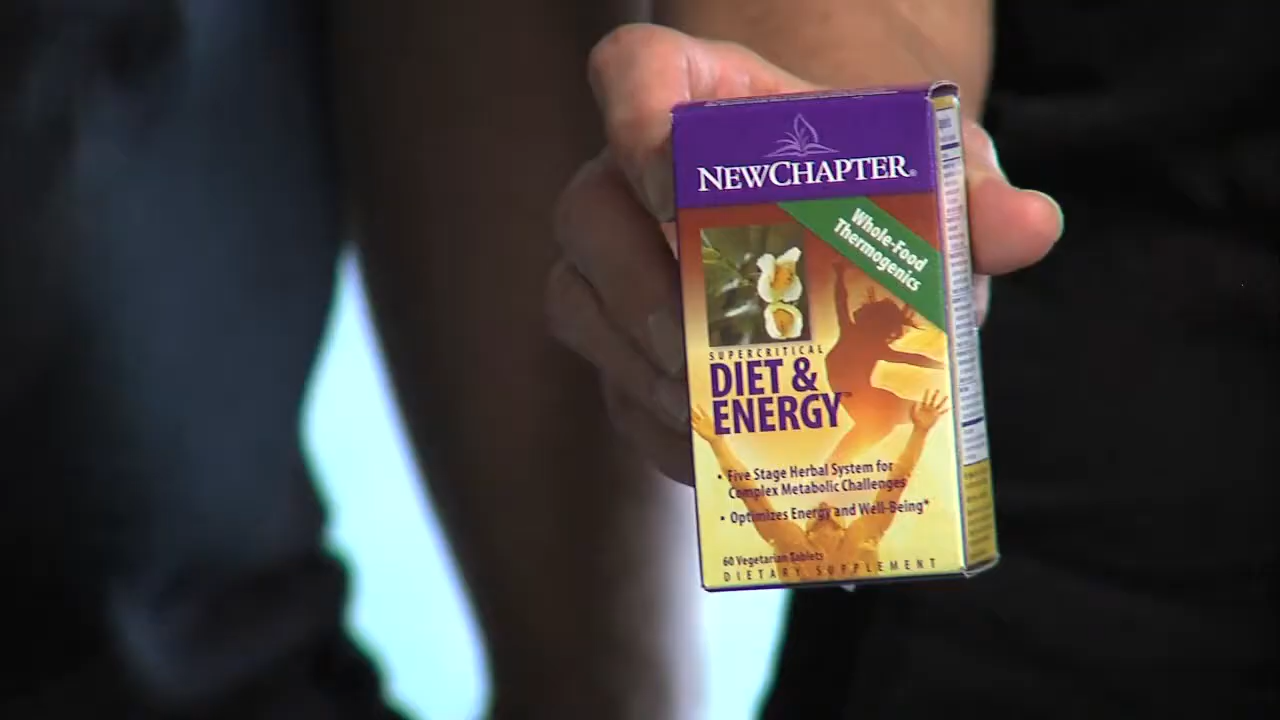 NEWCHAPTER®
Whole-Food
Thermogenics
SUPERCRITICAL
DIET &
ENERGY™
• Five Stage Herbal System for
Complex Metabolic Challenges
• Optimizes Energy and Well-Being*
60 Vegetarian Tablets
DIETARY SUPPLEMENT